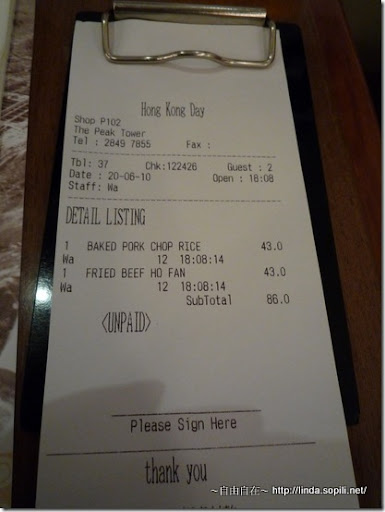 Hong Kong Day
Shop P102
The Peak Tower
Tel : 2849 7855 Fax :
Tbl: 37 Chk:122426 Guest : 2
Date : 20-06-10 Open : 18:08
Staff: Wa
DETAIL LISTING
1 BAKED PORK CHOP RICE 43.0
Wa 12 18:08:14
1 FRIED BEEF HO FAN 43.0
Wa 12 18:08:14
SubTotal 86.0
<UNPAID>
Please Sign Here
thank you
~自由自在~ http://linda.sopili.net/